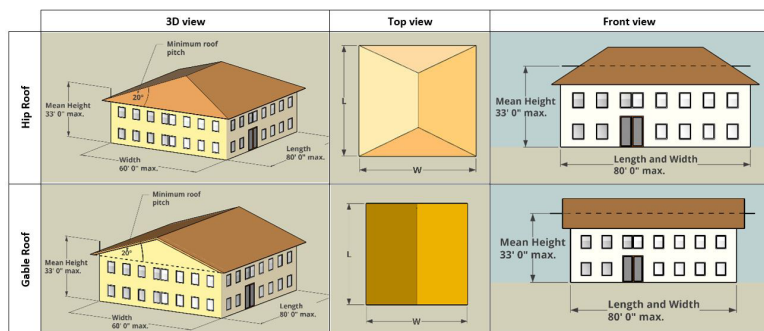 3D view
Top view
Front view
Hip Roof
Minimum roof
pitch
20°
Mean Height
33' 0" max.
Width
60' 0" max.
Length
80' 0" max.
L
W
Mean Height
33' 0" max.
Length and Width
80' 0" max.
Gable Roof
Minimum roof
pitch
20°
Mean Height
33' 0" max.
Width
60' 0" max.
Length
80' 0" max.
L
W
Mean Height
33' 0" max.
Length and Width
80' 0" max.